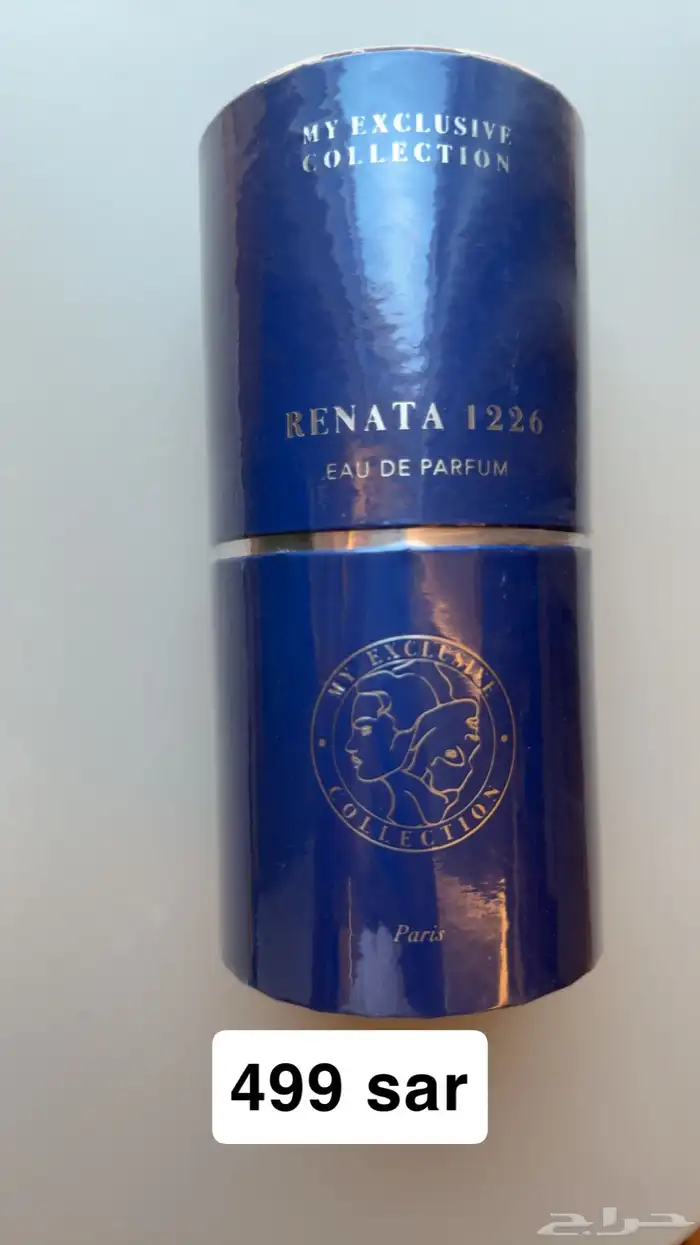 MY EXCLUSIVE
COLLECTION
RENATA 1226
EAU DE PARFUM
MY EXCLUSIVE
COLLECTION
Paris
499 sar
حراج